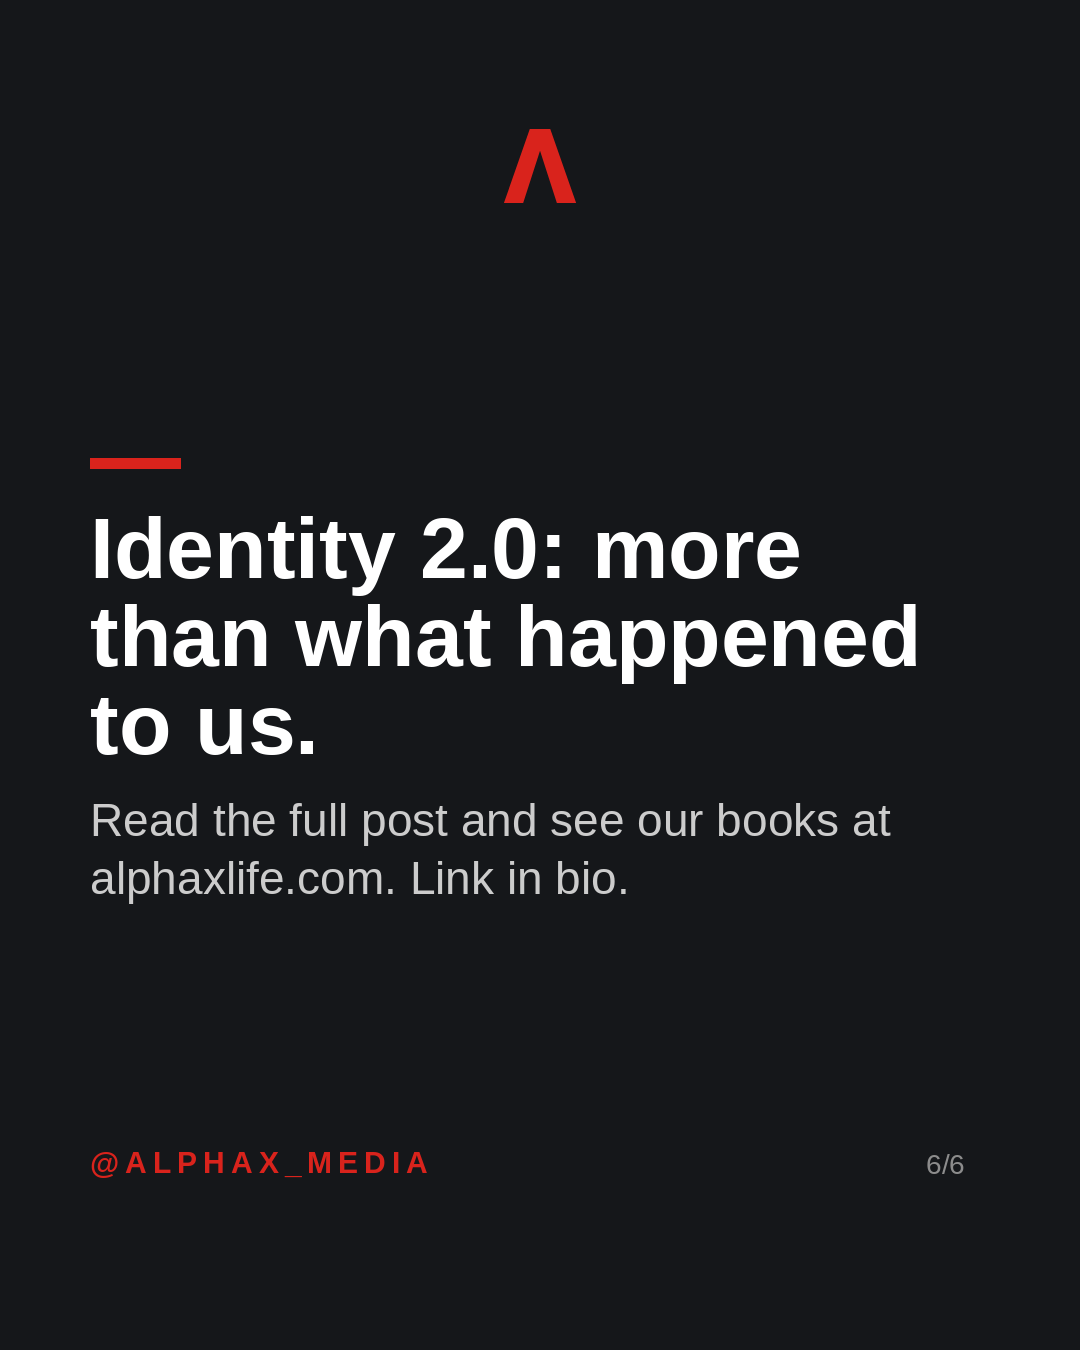 Identity 2.0: more
than what happened
to us.
Read the full post and see our books at
alphaxlife.com. Link in bio.
@ALPHAX_MEDIA
6/6